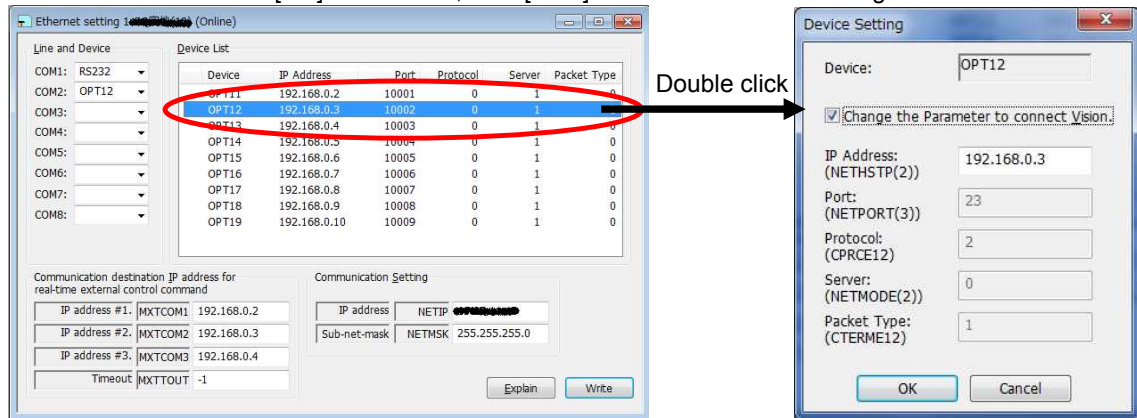 Ethernet setting 1: (Online)
Line and Device
Device List
COM1: RS232
COM2: OPT12
COM3:
COM4:
COM5:
COM6:
COM7:
COM8:
Device IP Address Port Protocol Server Packet Type
OPT11 192.168.0.2 10001 0 1 0
OPT12 192.168.0.3 10002 0 1
OPT13 192.168.0.4 10003 0 1 0
OPT14 192.168.0.5 10004 0 1 0
OPT15 192.168.0.6 10005 0 1 0
OPT16 192.168.0.7 10006 0 1 0
OPT17 192.168.0.8 10007 0 1 0
OPT18 192.168.0.9 10008 0 1 0
OPT19 192.168.0.10 10009 0 1 0
Communication destination IP address for
real-time external control command
IP address #1. MXTCOM1 192.168.0.2
IP address #2. MXTCOM2 192.168.0.3
IP address #3. MXTCOM3 192.168.0.4
Timeout MXTTOUT -1
Communication Setting
IP address NETIP
Sub-net-mask NETMSK 255.255.255.0
Explain Write
Double click
Device Setting
Device: OPT12
Change the Parameter to connect Vision.
IP Address: 192.168.0.3
(NETHSTP(2))
Port: 23
(NETPORT(3))
Protocol: 2
(CPRCE12)
Server: 0
(NETMODE(2))
Packet Type: 1
(CTERME12)
OK Cancel